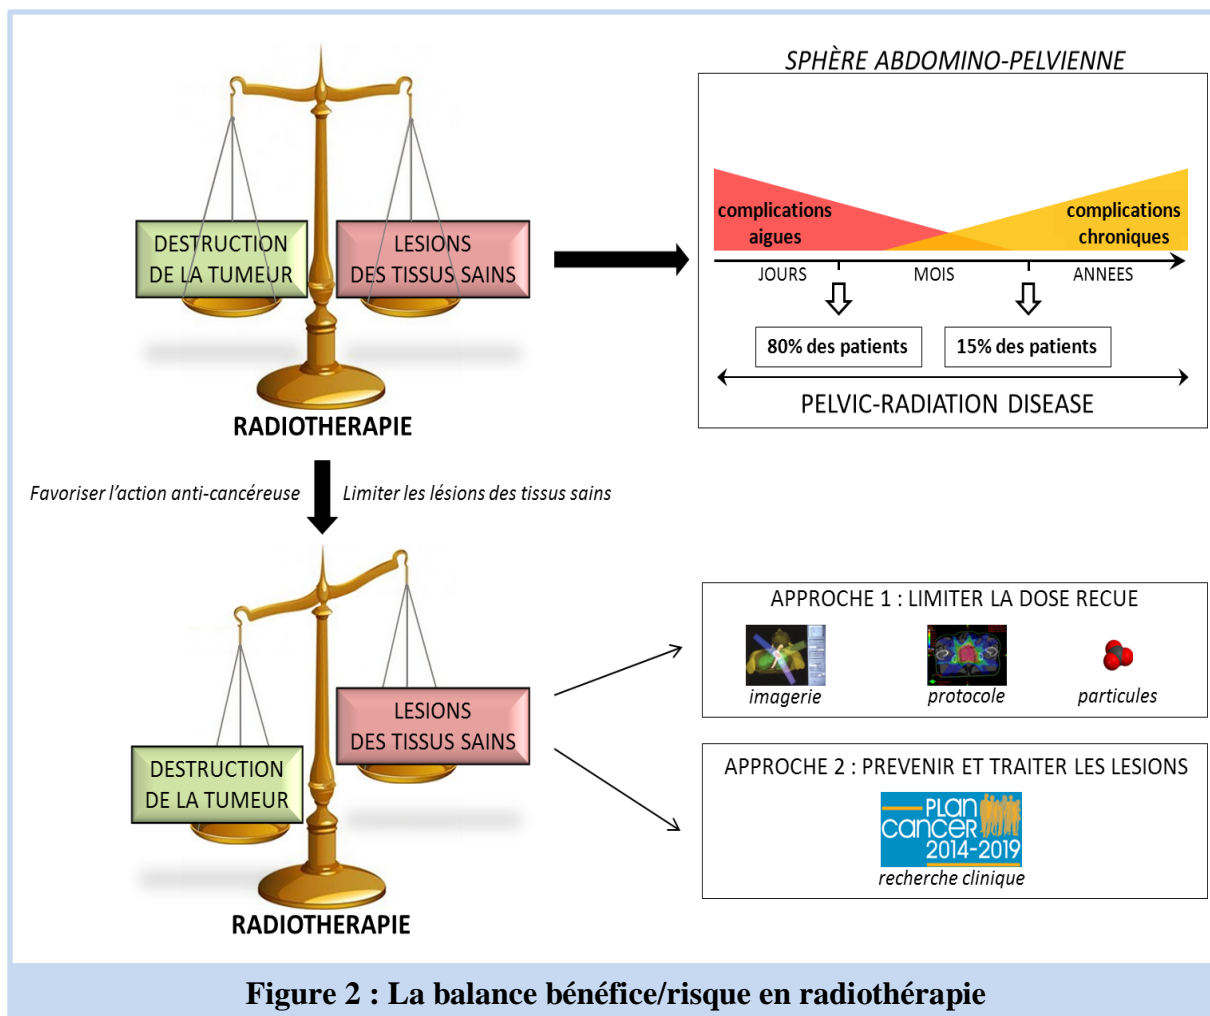 SPHÈRE ABDOMINO-PELVIENNE
DESTRUCTION
DE LA TUMEUR
LESIONS
DES TISSUS SAINS
RADIOTHERAPIE
complications
aigues
complications
chroniques
JOURS
MOIS
ANNEES
80% des patients
15% des patients
PELVIC-RADIATION DISEASE
Favoriser l'action anti-cancéreuse
Limiter les lésions des tissus sains
LESIONS
DES TISSUS SAINS
DESTRUCTION
DE LA TUMEUR
RADIOTHERAPIE
APPROCHE 1 : LIMITER LA DOSE RECUE
imagerie
protocole
particules
APPROCHE 2 : PREVENIR ET TRAITER LES LESIONS
PLan
cancer
2014-2019
recherche clinique
Figure 2 : La balance bénéfice/risque en radiothérapie